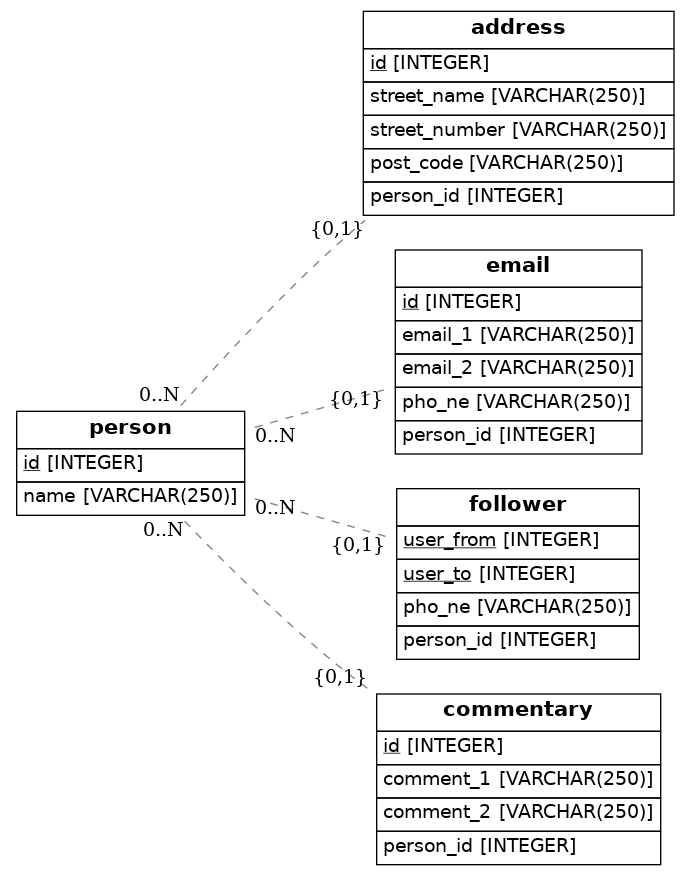 address
id [INTEGER]
street_name [VARCHAR(250)]
street_number [VARCHAR(250)]
post_code [VARCHAR(250)]
person_id [INTEGER]
{0,1}
0..N
email
id [INTEGER]
email_1 [VARCHAR(250)]
email_2 [VARCHAR(250)]
pho_ne [VARCHAR(250)]
person_id [INTEGER]
{0,1}
0..N
person
id [INTEGER]
name [VARCHAR(250)]
0..N
{0,1}
follower
user_from [INTEGER]
user_to [INTEGER]
pho_ne [VARCHAR(250)]
person_id [INTEGER]
0..N
{0,1}
commentary
id [INTEGER]
comment_1 [VARCHAR(250)]
comment_2 [VARCHAR(250)]
person_id [INTEGER]